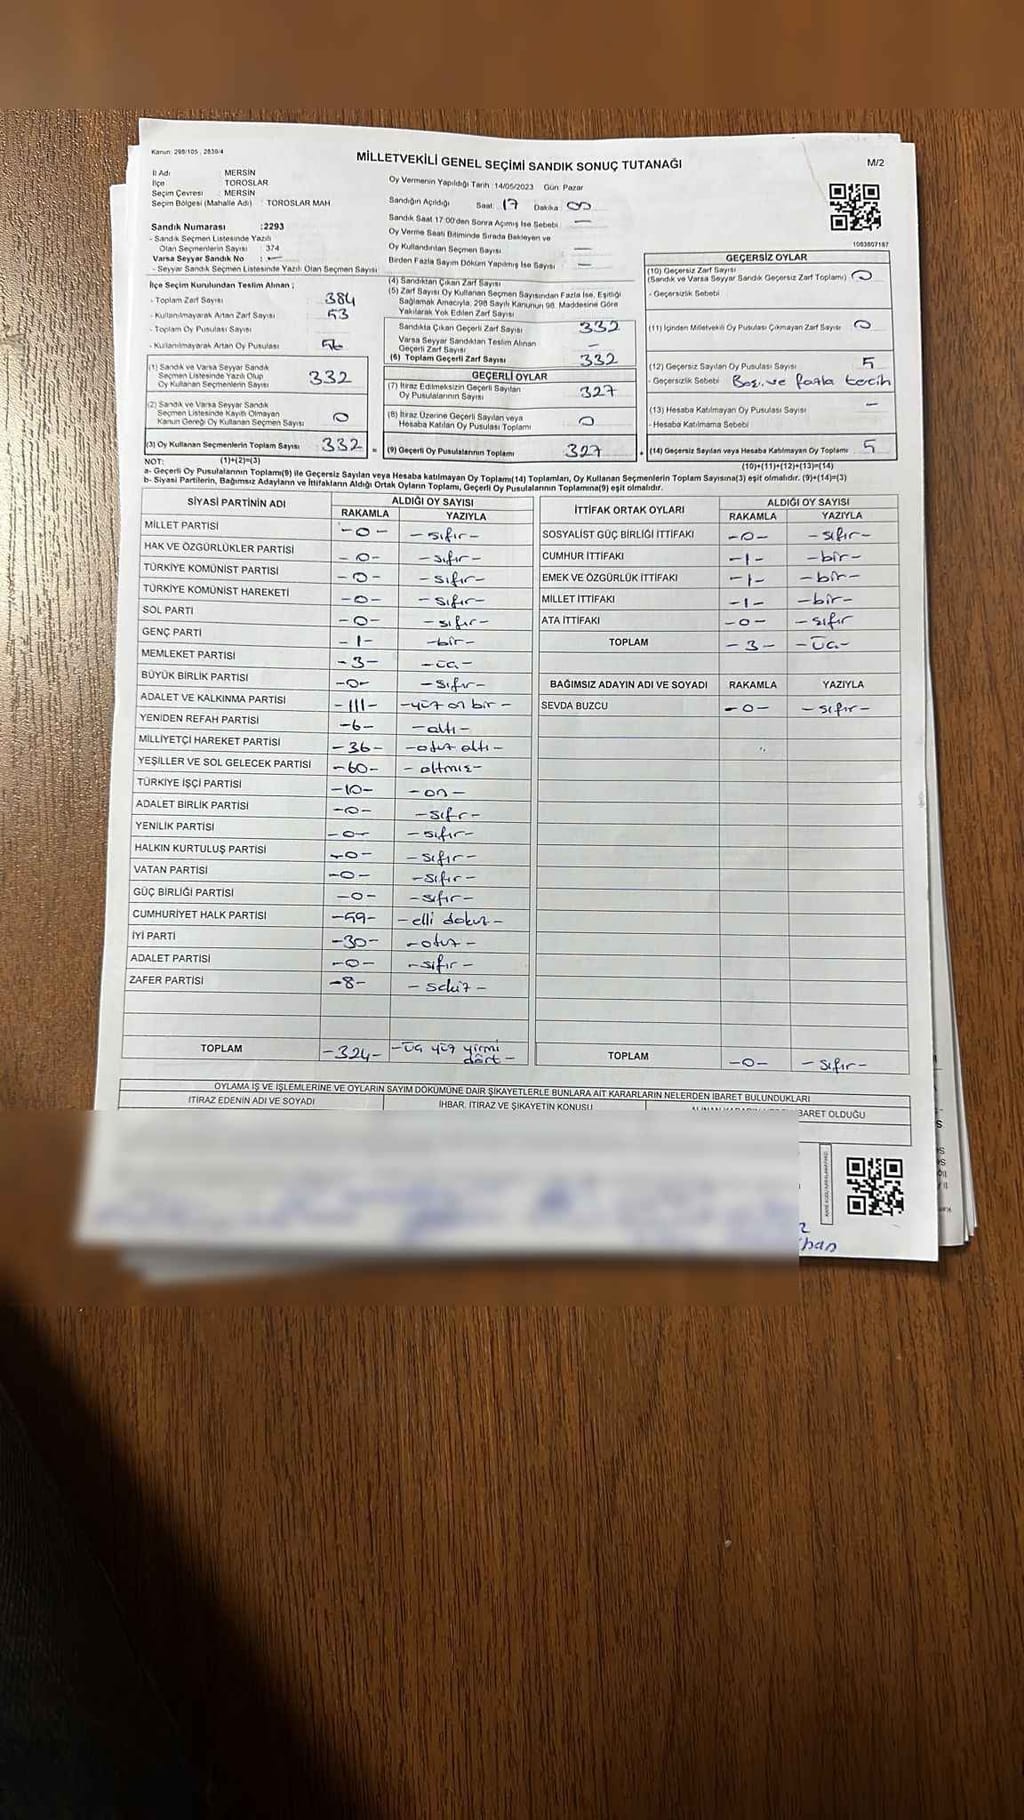 Kanun: 298/105 , 2839/4
MİLLETVEKİLİ GENEL SEÇİMİ SANDIK SONUÇ TUTANAĞI
M/2
İl Adı : MERSİN
İlçe : TOROSLAR
Seçim Çevresi : MERSİN
Seçim Bölgesi (Mahalle Adı) : TOROSLAR MAH
Oy Vermenin Yapıldığı Tarih :14/05/2023 Gün: Pazar
Sandığın Açıldığı Saat: 17 Dakika: 00
Sandık Saat 17:00'den Sonra Açımış İse Sebebi : —
Oy Verme Saati Bitiminde Sırada Bekleyen ve
Oy Kullandırılan Seçmen Sayısı : —
Birden Fazla Sayım Döküm Yapılmış İse Sayısı : —
1083807187
Sandık Numarası :2293
- Sandık Seçmen Listesinde Yazılı
Olan Seçmenlerin Sayısı : 374
Varsa Seyyar Sandık No : —
- Seyyar Sandık Seçmen Listesinde Yazılı Olan Seçmen Sayısı
İlçe Seçim Kurulundan Teslim Alınan ;
- Toplam Zarf Sayısı : 384
- Kullanılmayarak Artan Zarf Sayısı : 53
- Toplam Oy Pusulası Sayısı :
- Kullanılmayarak Artan Oy Pusulası : 56
(1) Sandık ve Varsa Seyyar Sandık
Seçmen Listesinde Yazılı Olup
Oy Kullanan Seçmenlerin Sayısı 332
(2) Sandık ve Varsa Seyyar Sandık
Seçmen Listesinde Kayıtlı Olmayan
Kanun Gereği Oy Kullanan Seçmen Sayısı 0
(3) Oy Kullanan Seçmenlerin Toplam Sayısı 332 =
(4) Sandıktan Çıkan Zarf Sayısı
(5) Zarf Sayısı Oy Kullanan Seçmen Sayısından Fazla İse, Eşitliği
Sağlamak Amacıyla, 298 Sayılı Kanunun 98. Maddesine Göre
Yakılarak Yok Edilen Zarf Sayısı
Sandıkta Çıkan Geçerli Zarf Sayısı 332
Varsa Seyyar Sandıktan Teslim Alınan
Geçerli Zarf Sayısı –
(6) Toplam Geçerli Zarf Sayısı 332
GEÇERLİ OYLAR
(7) İtiraz Edilmeksizin Geçerli Sayılan
Oy Pusulalarının Sayısı 327
(8) İtiraz Üzerine Geçerli Sayılan veya
Hesaba Katılan Oy Pusulası Toplamı 0
(9) Geçerli Oy Pusulalarının Toplamı 327 +
GEÇERSİZ OYLAR
(10) Geçersiz Zarf Sayısı
(Sandık ve Varsa Seyyar Sandık Geçersiz Zarf Toplamı) 0
- Geçersizlik Sebebi
(11) İçinden Milletvekili Oy Pusulası Çıkmayan Zarf Sayısı 0
(12) Geçersiz Sayılan Oy Pusulası Sayısı 5
- Geçersizlik Sebebi Boş ve fazla tercih
(13) Hesaba Katılmayan Oy Pusulası Sayısı –
- Hesaba Katılmama Sebebi
(14) Geçersiz Sayılan veya Hesaba Katılmayan Oy Toplamı 5
NOT: (1)+(2)=(3)
(10)+(11)+(12)+(13)=(14)
a- Geçerli Oy Pusulalarının Toplamı(9) ile Geçersiz Sayılan veya Hesaba katılmayan Oy Toplamı(14) Toplamları, Oy Kullanan Seçmenlerin Toplam Sayısına(3) eşit olmalıdır. (9)+(14)=(3)
b- Siyasi Partilerin, Bağımsız Adayların ve İttifakların Aldığı Ortak Oyların Toplamı, Geçerli Oy Pusulalarının Toplamına(9) eşit olmalıdır.
SİYASİ PARTİNİN ADI
ALDIĞI OY SAYISI
RAKAMLA YAZIYLA
MİLLET PARTİSİ -0- -sıfır-
HAK VE ÖZGÜRLÜKLER PARTİSİ -0- -sıfır-
TÜRKİYE KOMÜNİST PARTİSİ -0- -sıfır-
TÜRKİYE KOMÜNİST HAREKETİ -0- -sıfır-
SOL PARTİ -0- -sıfır-
GENÇ PARTİ -1- -bir-
MEMLEKET PARTİSİ -3- -üç-
BÜYÜK BİRLİK PARTİSİ -0- -sıfır-
ADALET VE KALKINMA PARTİSİ -111- -yüz on bir-
YENİDEN REFAH PARTİSİ -6- -altı-
MİLLİYETÇİ HAREKET PARTİSİ -36- -otuz altı-
YEŞİLLER VE SOL GELECEK PARTİSİ -60- -altmış-
TÜRKİYE İŞÇİ PARTİSİ -10- -on-
ADALET BİRLİK PARTİSİ -0- -sıfr-
YENİLİK PARTİSİ -0- -sıfır-
HALKIN KURTULUŞ PARTİSİ -0- -sıfır-
VATAN PARTİSİ -0- -sıfır-
GÜÇ BİRLİĞİ PARTİSİ -0- -sıfır-
CUMHURİYET HALK PARTİSİ -59- -elli dokuz-
İYİ PARTİ -30- -otuz-
ADALET PARTİSİ -0- -sıfır-
ZAFER PARTİSİ -8- -sekiz-
TOPLAM -324- -üç yüz yirmi
dört-
İTTİFAK ORTAK OYLARI
ALDIĞI OY SAYISI
RAKAMLA YAZIYLA
SOSYALİST GÜÇ BİRLİĞİ İTTİFAKI -0- -sıfır-
CUMHUR İTTİFAKI -1- -bir-
EMEK VE ÖZGÜRLÜK İTTİFAKI -1- -bir-
MİLLET İTTİFAKI -1- -bir-
ATA İTTİFAKI -0- -sıfır
TOPLAM -3- -üç-
BAĞIMSIZ ADAYIN ADI VE SOYADI RAKAMLA YAZIYLA
SEVDA BUZCU -0- -sıfır-
TOPLAM -0- -sıfır-
OYLAMA İŞ VE İŞLEMLERİNE VE OYLARIN SAYIM DÖKÜMÜNE DAİR ŞİKAYETLERLE BUNLARA AİT KARARLARIN NELERDEN İBARET BULUNDUKLARI
İTİRAZ EDENİN ADI VE SOYADI
İHBAR, İTİRAZ VE ŞİKAYETİN KONUSU
BARET OLDUĞU